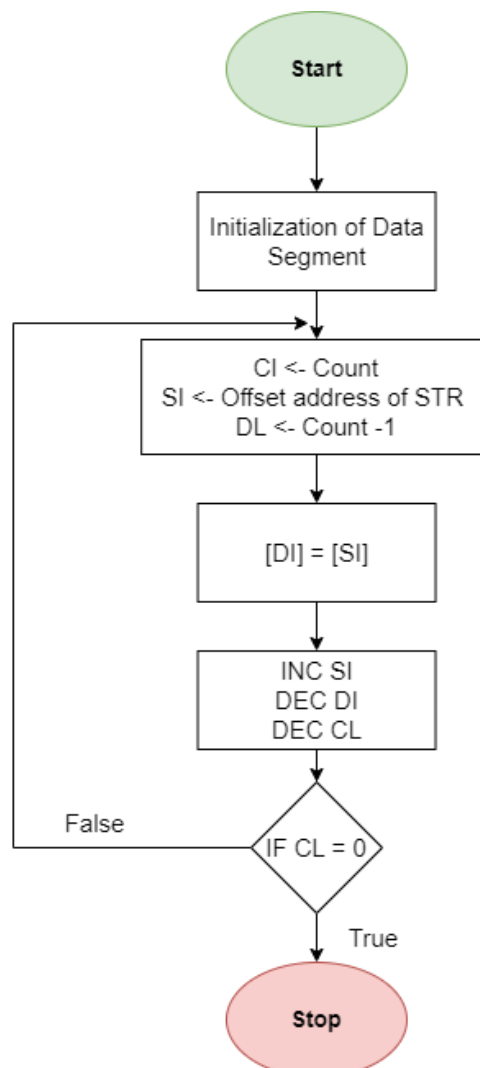 Start
Initialization of Data
Segment
CI <- Count
SI <- Offset address of STR
DL <- Count -1
[DI] = [SI]
INC SI
DEC DI
DEC CL
False
IF CL = 0
True
Stop